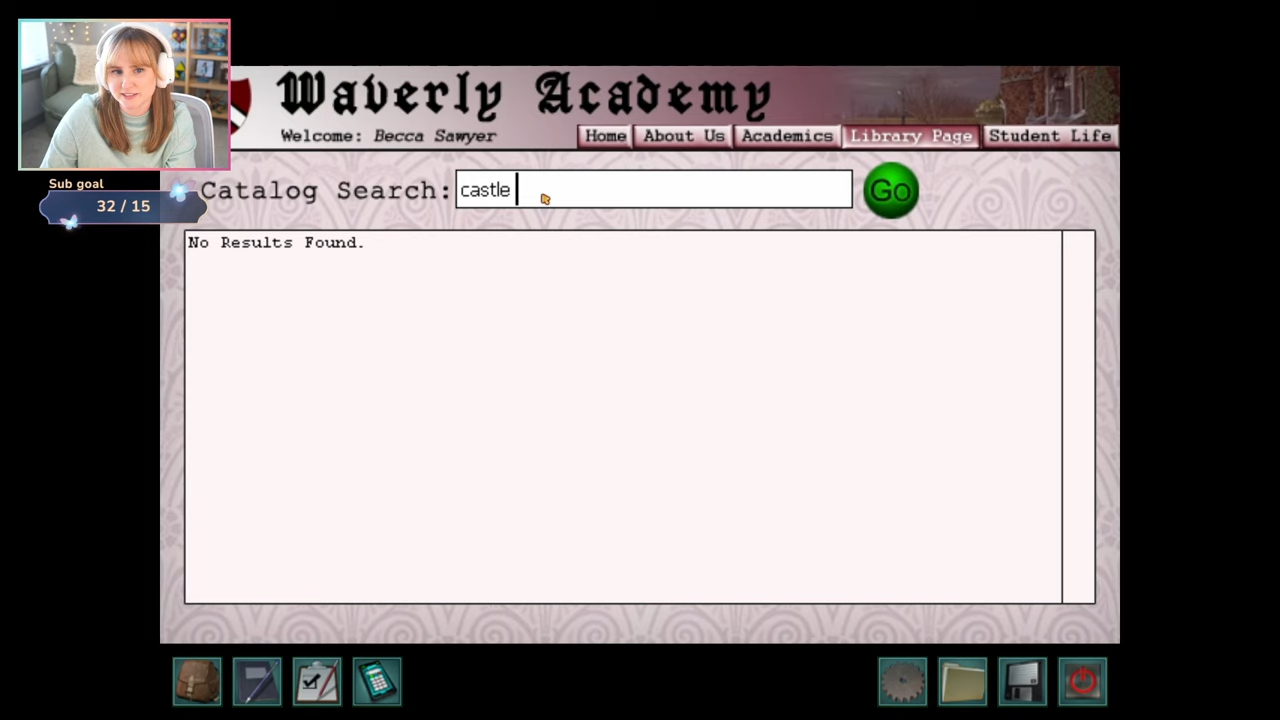 Waverly Academy
Welcome: Becca Sawyer
Home
About Us
Academics
Library Page
Student Life
Sub goal
32 / 15
Catalog Search:
castle
Go
No Results Found.